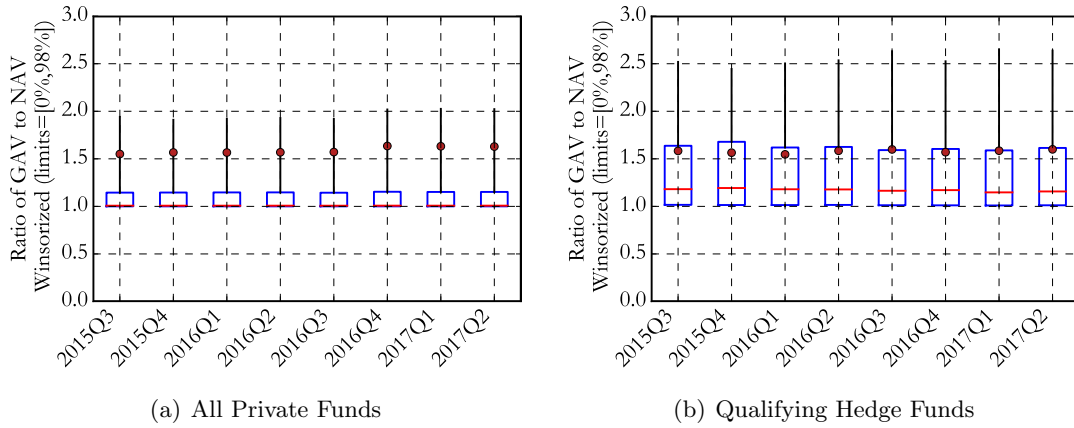 Ratio of GAV to NAV
Winsorized (limits=[0%,98%])
3.0
2.5
2.0
1.5
1.0
0.5
0.0
2015Q3
2015Q4
2016Q1
2016Q2
2016Q3
2016Q4
2017Q1
2017Q2
(a) All Private Funds
Ratio of GAV to NAV
Winsorized (limits=[0%,98%])
3.0
2.5
2.0
1.5
1.0
0.5
0.0
2015Q3
2015Q4
2016Q1
2016Q2
2016Q3
2016Q4
2017Q1
2017Q2
(b) Qualifying Hedge Funds